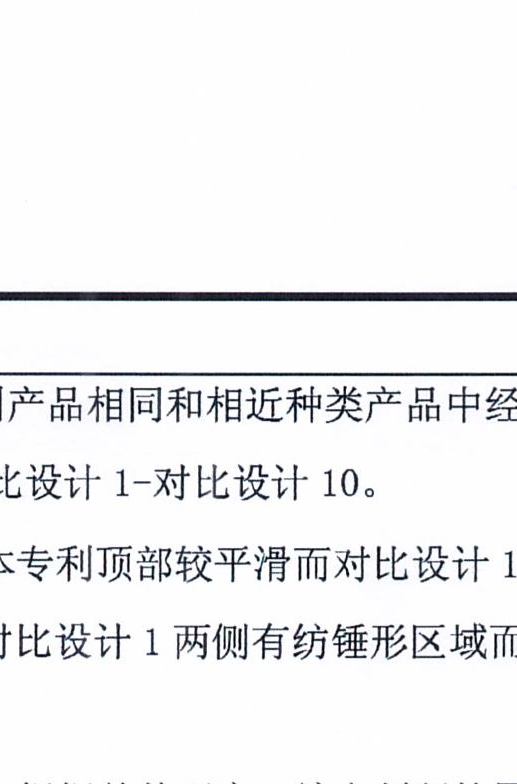 产品相同和相近种类产品中经
比设计 1-对比设计 10。
本专利顶部较平滑而对比设计 1
对比设计 1 两侧有纺锤形区域而